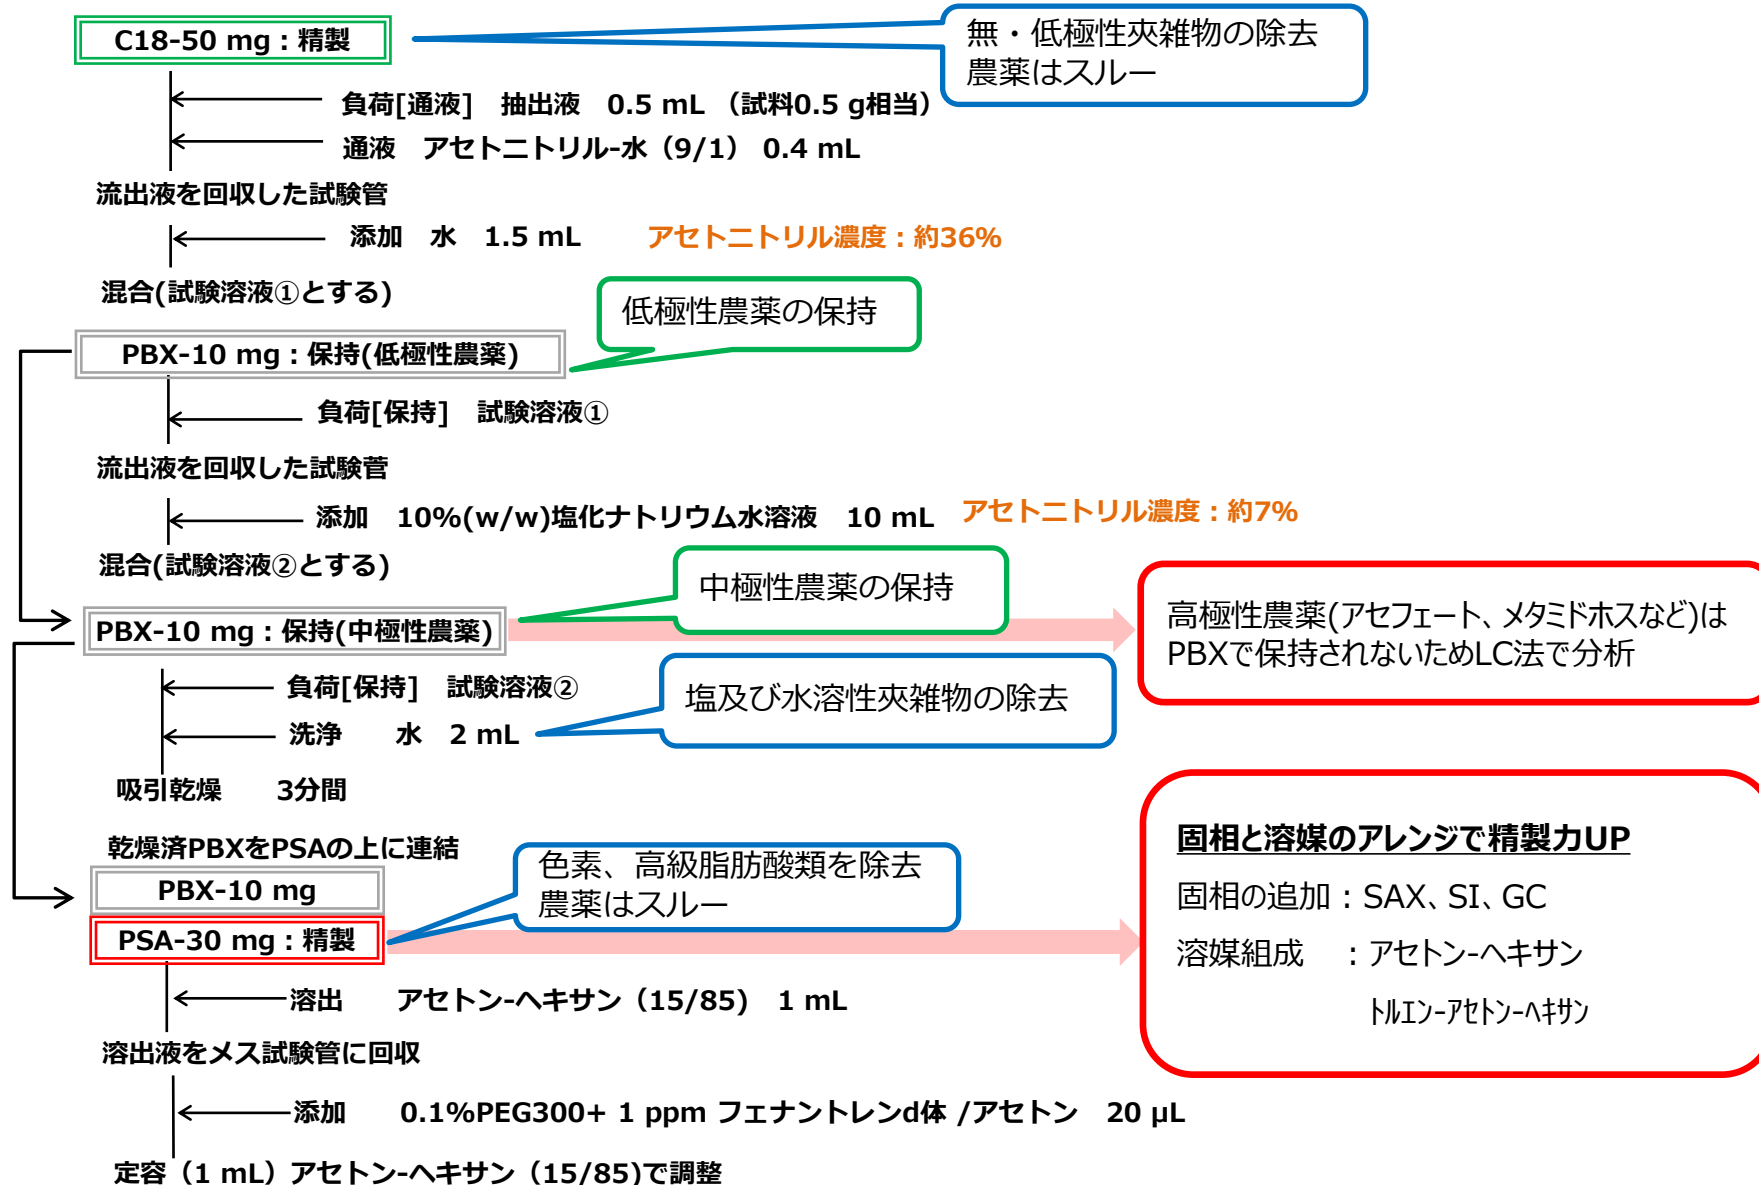 C18-50 mg：精製
無・低極性夾雑物の除去
農薬はスルー
負荷[通液]　抽出液　0.5 mL （試料0.5 g相当）
通液　アセトニトリル-水（9/1） 0.4 mL
流出液を回収した試験管
添加　水　1.5 mL
アセトニトリル濃度：約36%
混合(試験溶液①とする)
低極性農薬の保持
PBX-10 mg：保持(低極性農薬)
負荷[保持]　試験溶液①
流出液を回収した試験菅
添加　10%(w/w)塩化ナトリウム水溶液　10 mL
アセトニトリル濃度：約7%
混合(試験溶液②とする)
中極性農薬の保持
PBX-10 mg：保持(中極性農薬)
高極性農薬(アセフェート、メタミドホスなど)は
PBXで保持されないためLC法で分析
負荷[保持]　試験溶液②
洗浄　　水　2 mL
塩及び水溶性夾雑物の除去
吸引乾燥　　3分間
乾燥済PBXをPSAの上に連結
PBX-10 mg
PSA-30 mg：精製
色素、高級脂肪酸類を除去
農薬はスルー
固相と溶媒のアレンジで精製力UP
固相の追加：SAX、SI、GC
溶媒組成　：アセトン-ヘキサン
トルエン-アセトン-ヘキサン
溶出　　アセトン-ヘキサン（15/85)　1 mL
溶出液をメス試験管に回収
添加　　0.1%PEG300+ 1 ppm フェナントレンd体 /アセトン　20 μL
定容（1 mL）アセトン-ヘキサン（15/85)で調整